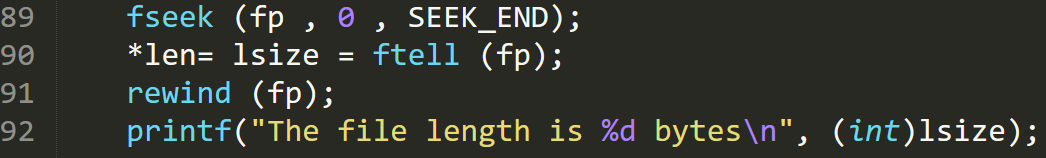 89 fseek (fp , 0 , SEEK_END);
90 *len= lsize = ftell (fp);
91 rewind (fp);
92 printf("The file length is %d bytes\n", (int)lsize);